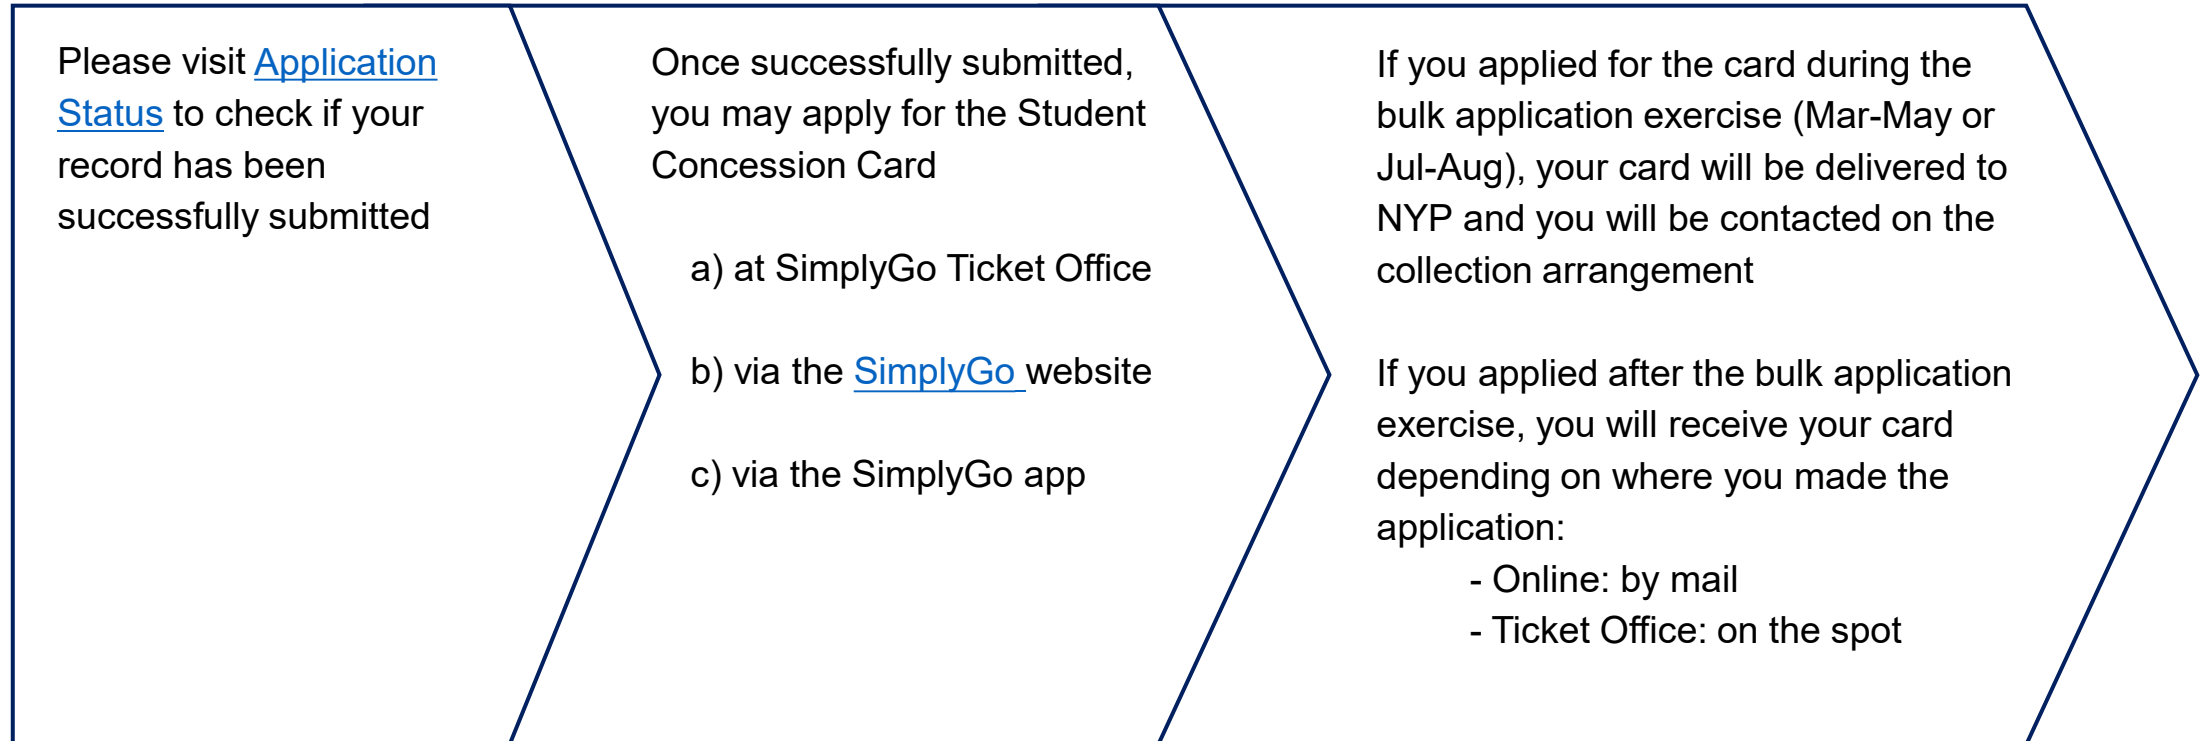 Please visit Application
Status to check if your
record has been
successfully submitted
Once successfully submitted,
you may apply for the Student
Concession Card
a) at SimplyGo Ticket Office
b) via the SimplyGo website
c) via the SimplyGo app
If you applied for the card during the
bulk application exercise (Mar-May or
Jul-Aug), your card will be delivered to
NYP and you will be contacted on the
collection arrangement
If you applied after the bulk application
exercise, you will receive your card
depending on where you made the
application:
- Online: by mail
- Ticket Office: on the spot